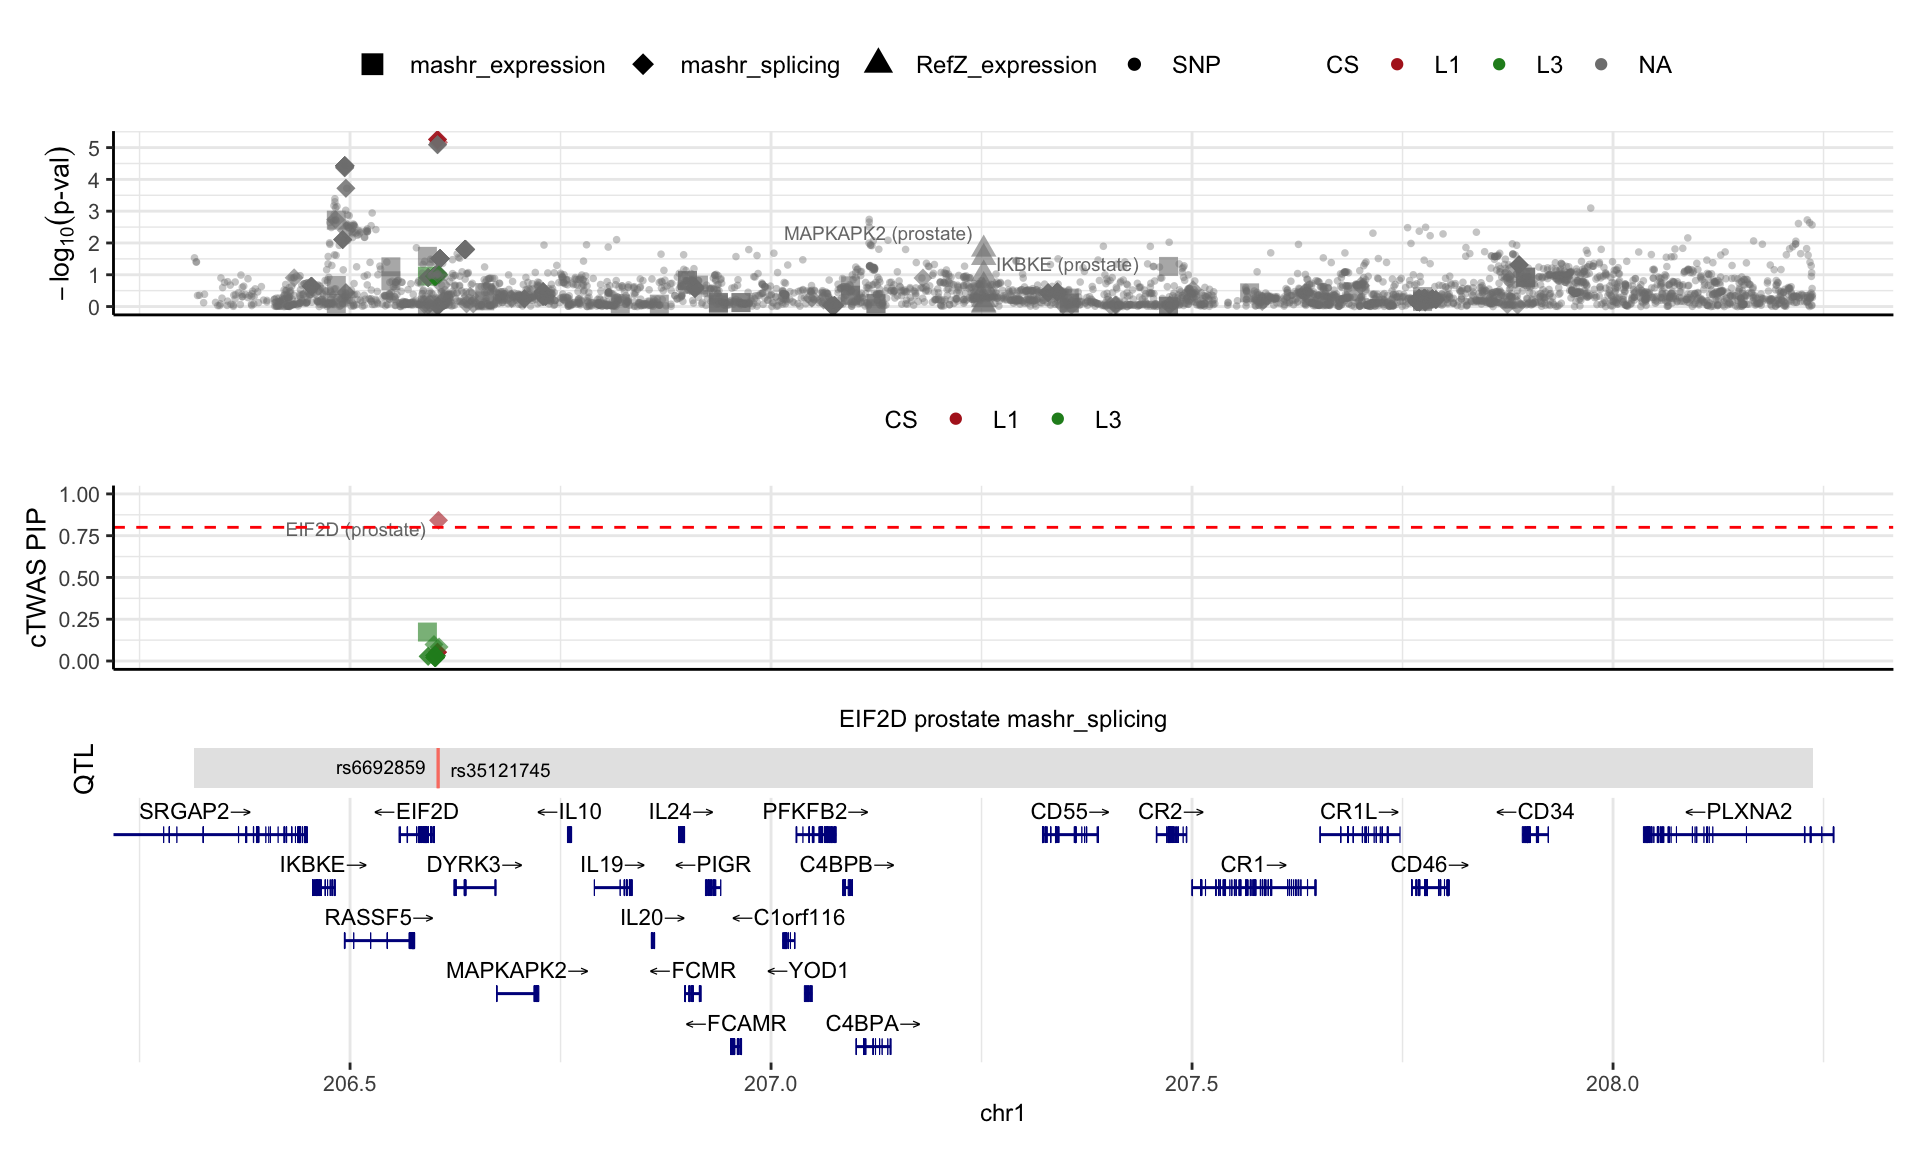 mashr_expression mashr_splicing RefZ_expression SNP CS L1 L3 NA
−log10(p-val)
5
4
3
2
1
0
MAPKAPK2 (prostate)
IKBKE (prostate)
CS L1 L3
cTWAS PIP
1.00
0.75
0.50
0.25
0.00
EIF2D (prostate)
EIF2D prostate mashr_splicing
QTL
rs6692859 rs35121745
SRGAP2→ ←EIF2D ←IL10 IL24→ PFKFB2→ CD55→ CR2→ CR1L→ ←CD34 ←PLXNA2
IKBKE→ DYRK3→ IL19→ ←PIGR C4BPB→ CR1→ CD46→
RASSF5→ IL20→ ←C1orf116
MAPKAPK2→ ←FCMR ←YOD1
←FCAMR C4BPA→
206.5 207.0 207.5 208.0
chr1